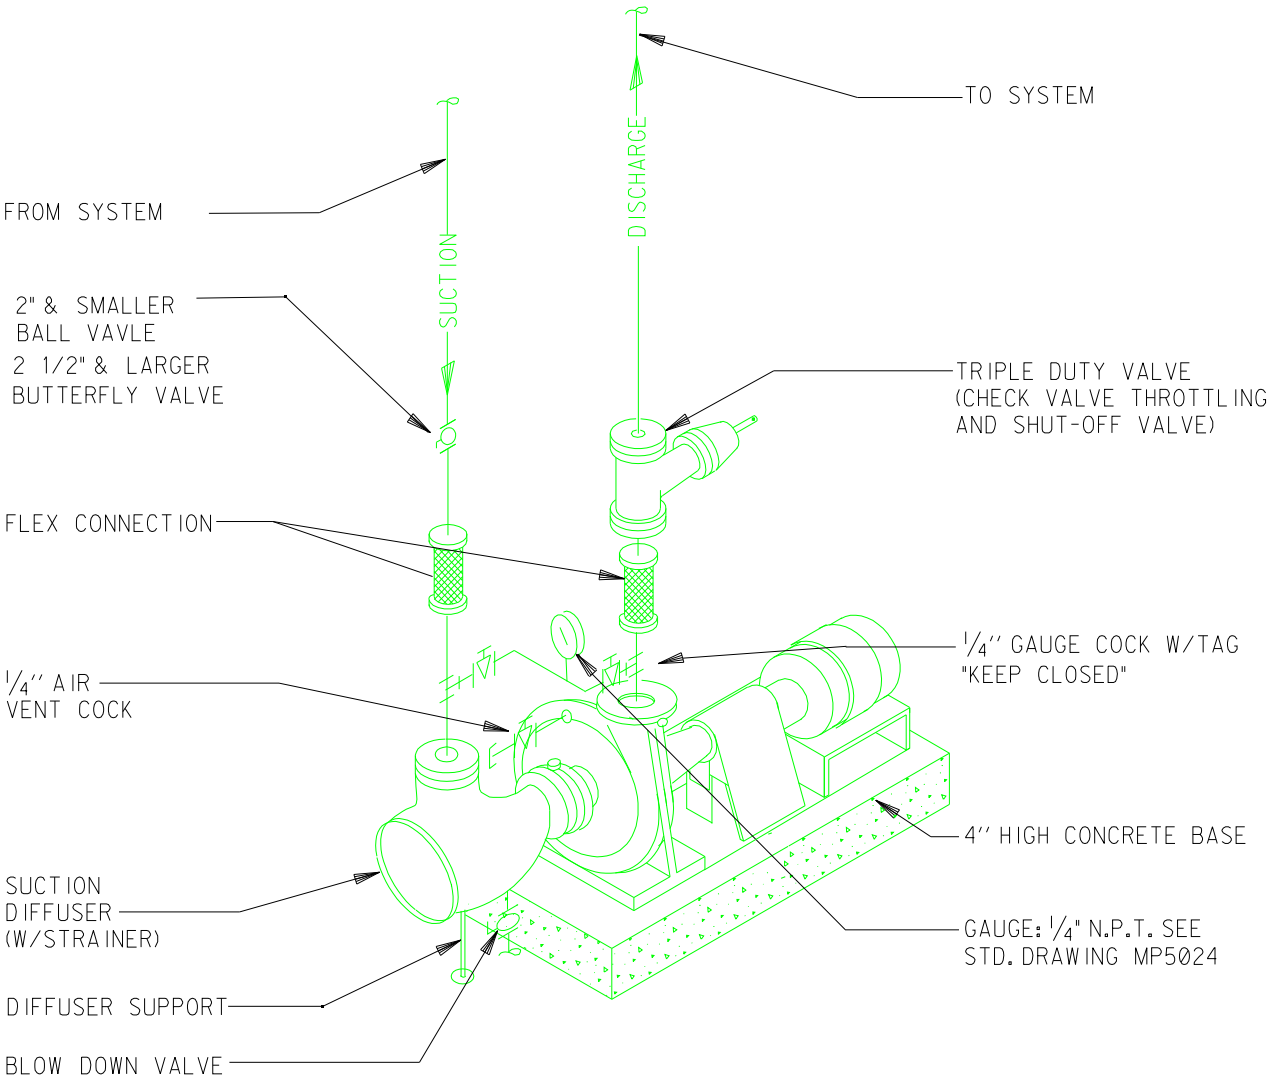 TO SYSTEM
DISCHARGE
FROM SYSTEM
SUCTION
2" & SMALLER
BALL VAVLE
2 1/2" & LARGER
BUTTERFLY VALVE
TRIPLE DUTY VALVE
(CHECK VALVE THROTTLING
AND SHUT-OFF VALVE)
FLEX CONNECTION
1/4'' GAUGE COCK W/TAG
"KEEP CLOSED"
1/4'' AIR
VENT COCK
4'' HIGH CONCRETE BASE
SUCTION
DIFFUSER
(W/STRAINER)
GAUGE: 1/4" N.P.T. SEE
STD. DRAWING MP5024
DIFFUSER SUPPORT
BLOW DOWN VALVE